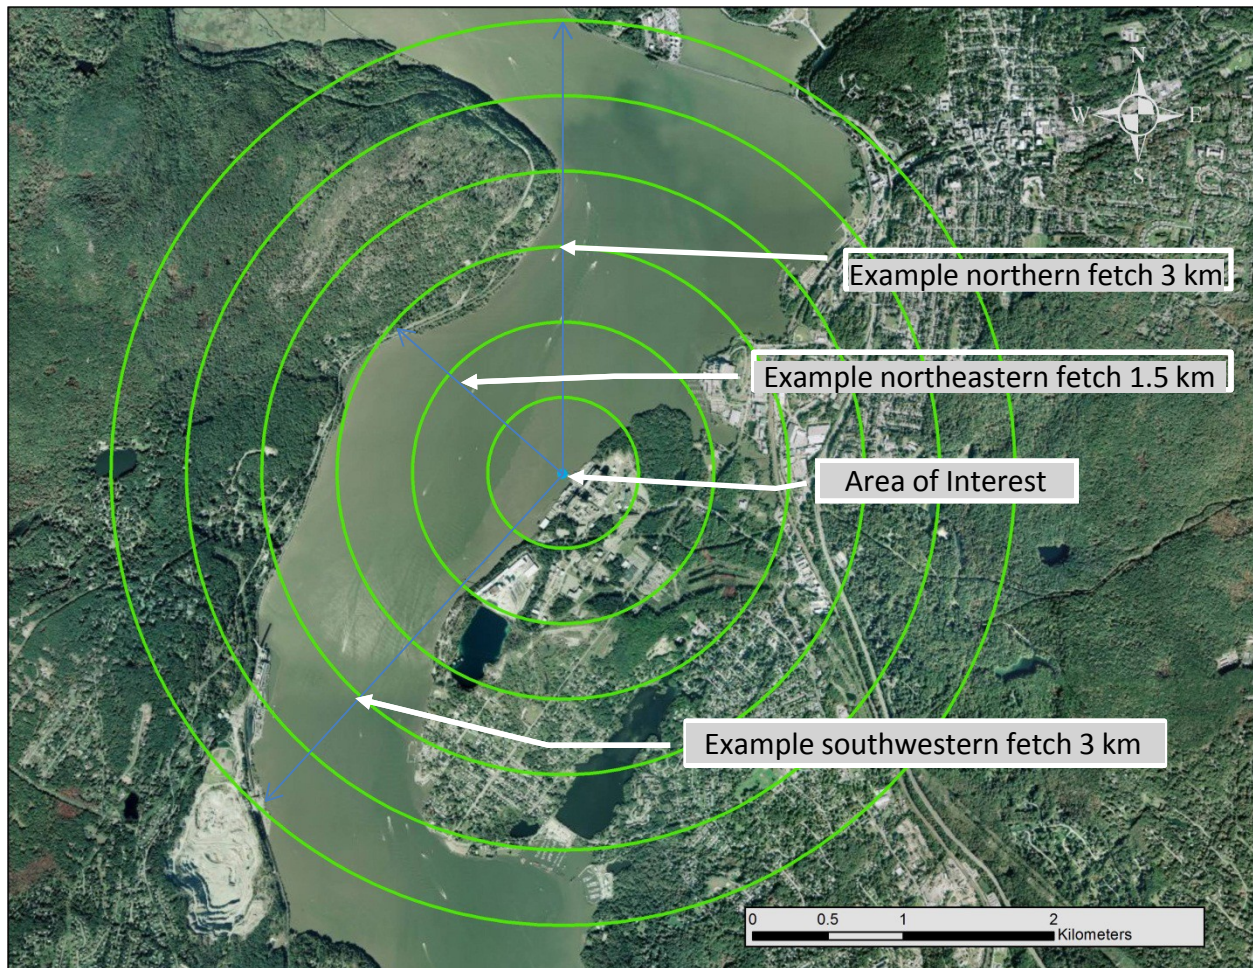 N
W E
S
Example northern fetch 3 km
Example northeastern fetch 1.5 km
Area of Interest
Example southwestern fetch 3 km
0 0.5 1 2
Kilometers